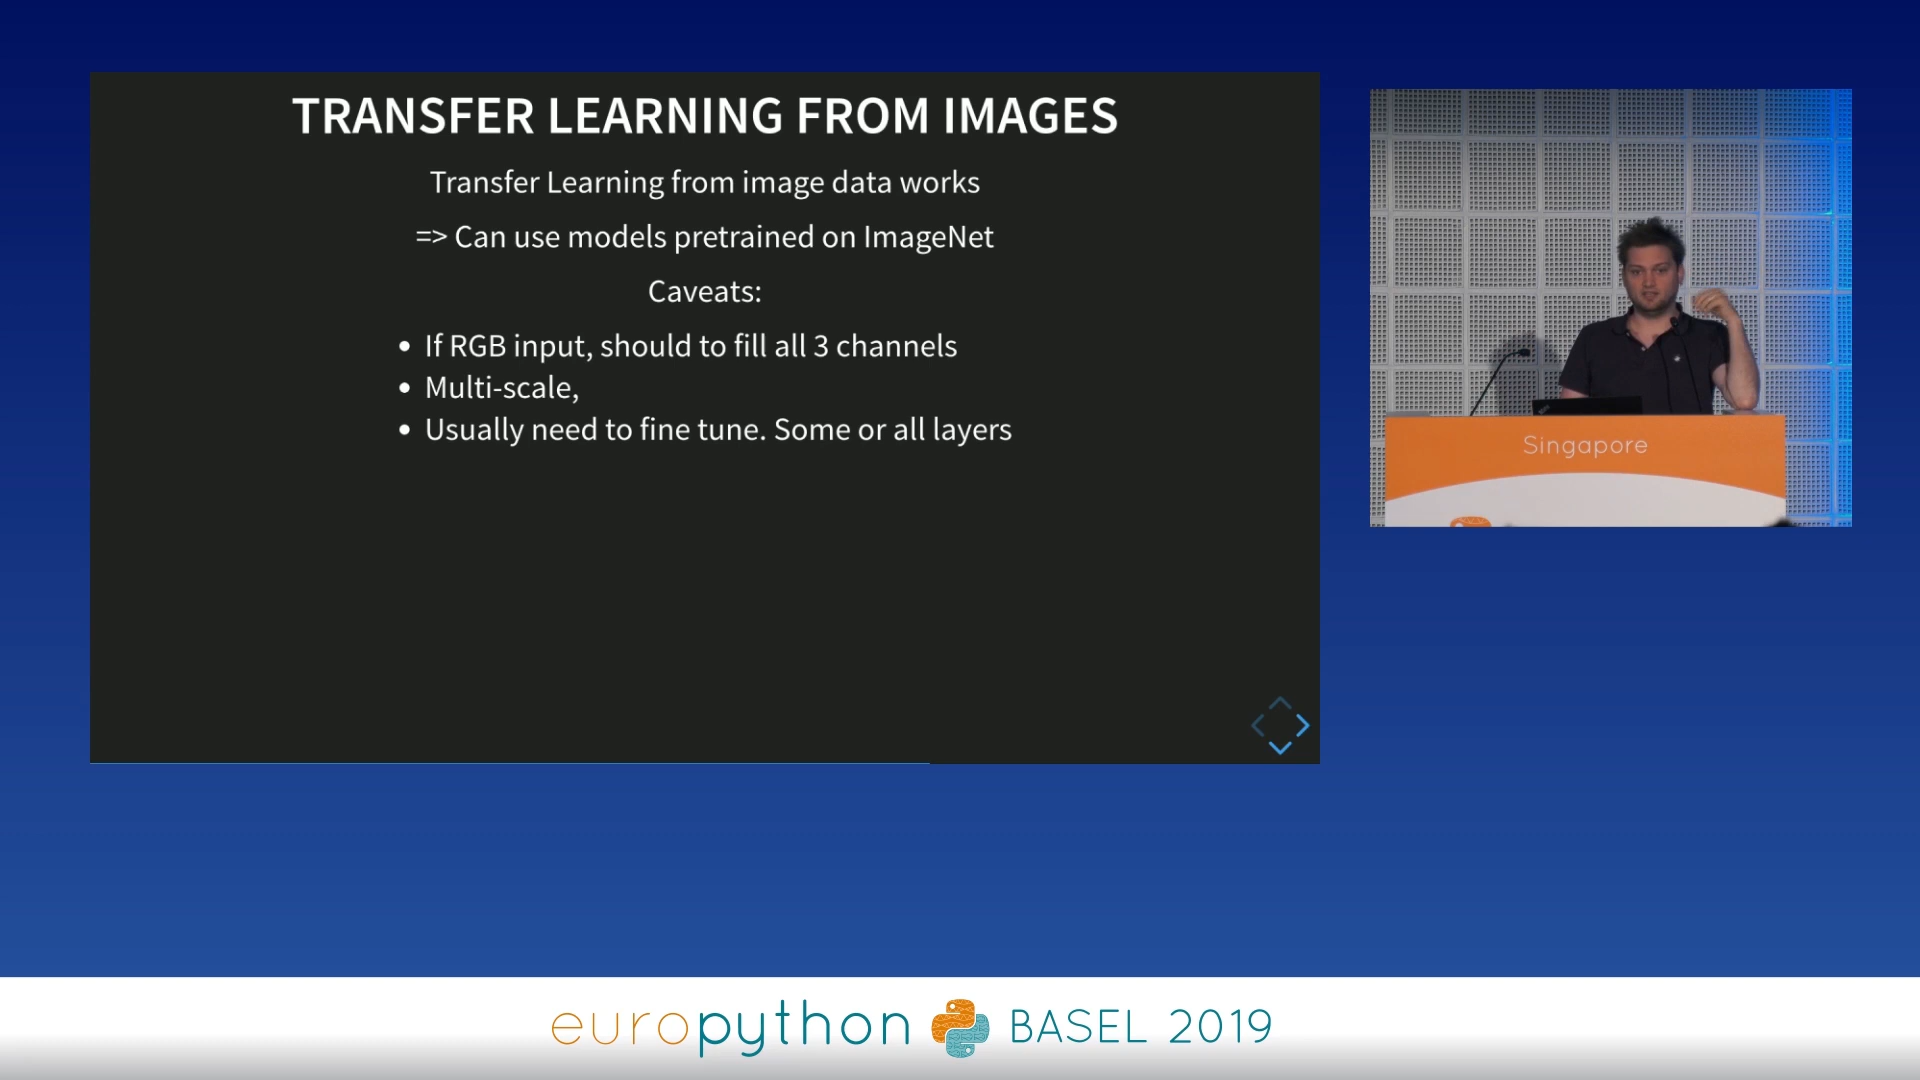 TRANSFER LEARNING FROM IMAGES
Transfer Learning from image data works
=> Can use models pretrained on ImageNet
Caveats:
If RGB input, should to fill all 3 channels
Multi-scale,
Usually need to fine tune. Some or all layers
Singapore
europython BASEL 2019